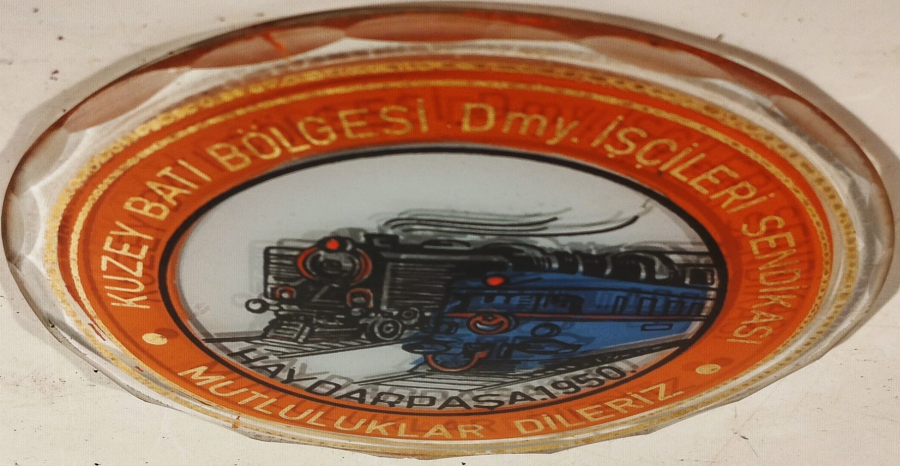 KUZEY BATI BÖLGESİ Dmy. İŞÇİLERİ SENDİKASI
HAYDARPAŞA 1950
MUTLULUKLAR DİLERİZ